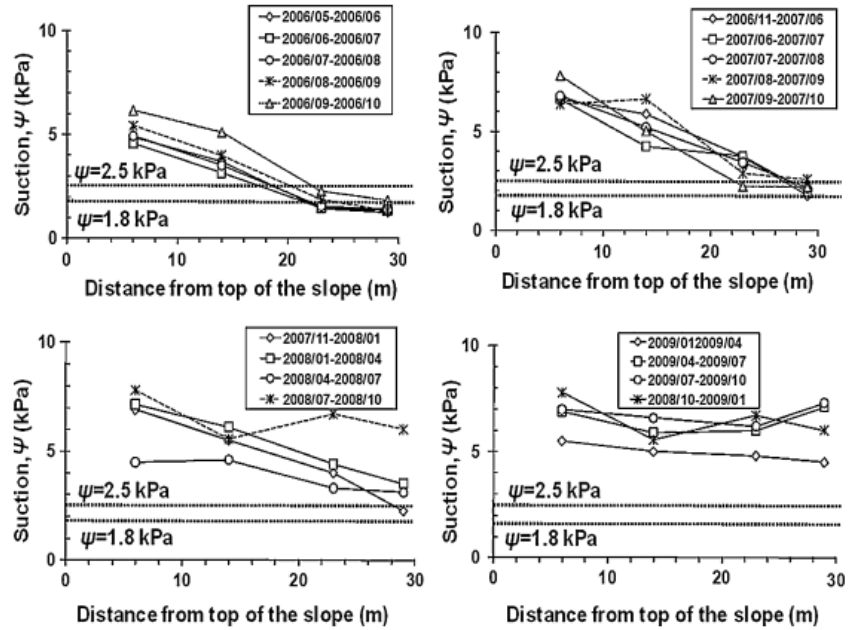 Suction, Ψ (kPa)
10
5
0
2006/05-2006/06
2006/06-2006/07
2006/07-2006/08
2006/08-2006/09
2006/09-2006/10
ψ=2.5 kPa
ψ=1.8 kPa
0 10 20 30
Distance from top of the slope (m)
Suction, Ψ (kPa)
10
5
0
2006/11-2007/06
2007/06-2007/07
2007/07-2007/08
2007/08-2007/09
2007/09-2007/10
ψ=2.5 kPa
ψ=1.8 kPa
0 10 20 30
Distance from top of the slope (m)
Suction, Ψ (kPa)
10
5
0
2007/11-2008/01
2008/01-2008/04
2008/04-2008/07
2008/07-2008/10
ψ=2.5 kPa
ψ=1.8 kPa
0 10 20 30
Distance from top of the slope (m)
Suction, Ψ (kPa)
10
5
0
2009/012009/04
2009/04-2009/07
2009/07-2009/10
2008/10-2009/01
ψ=2.5 kPa
ψ=1.8 kPa
0 10 20 30
Distance from top of the slope (m)